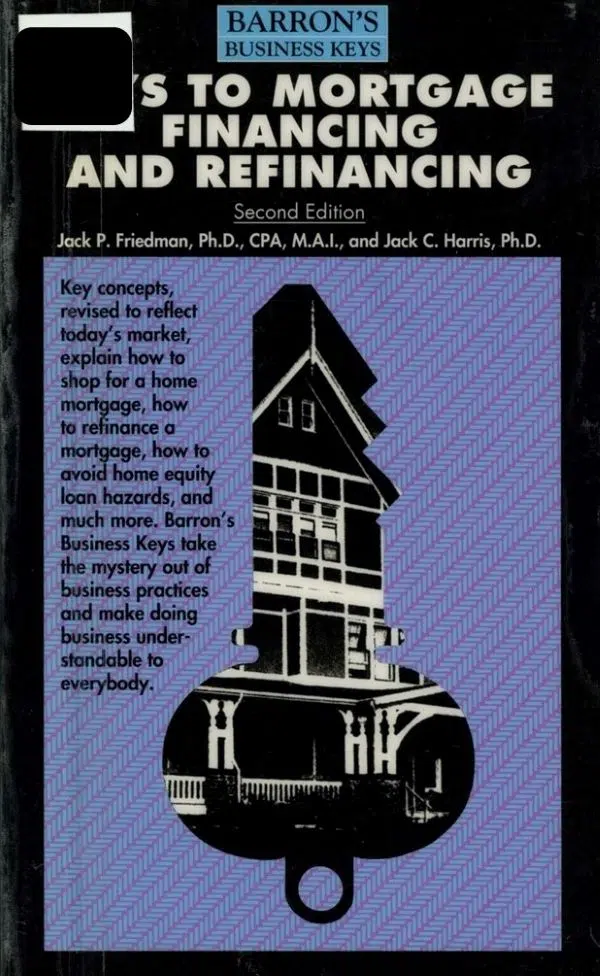 BARRON'S
BUSINESS KEYS
YS TO MORTGAGE
FINANCING
AND REFINANCING
Second Edition
Jack P. Friedman, Ph.D., CPA, M.A.I., and Jack C. Harris, Ph.D.
Key concepts,
revised to reflect
today's market,
explain how to
shop for a home
mortgage, how
to refinance a
mortgage, how to
avoid home equity
loan hazards, and
much more. Barron's
Business Keys take
the mystery out of
business practices
and make doing
business under-
standable to
everybody.